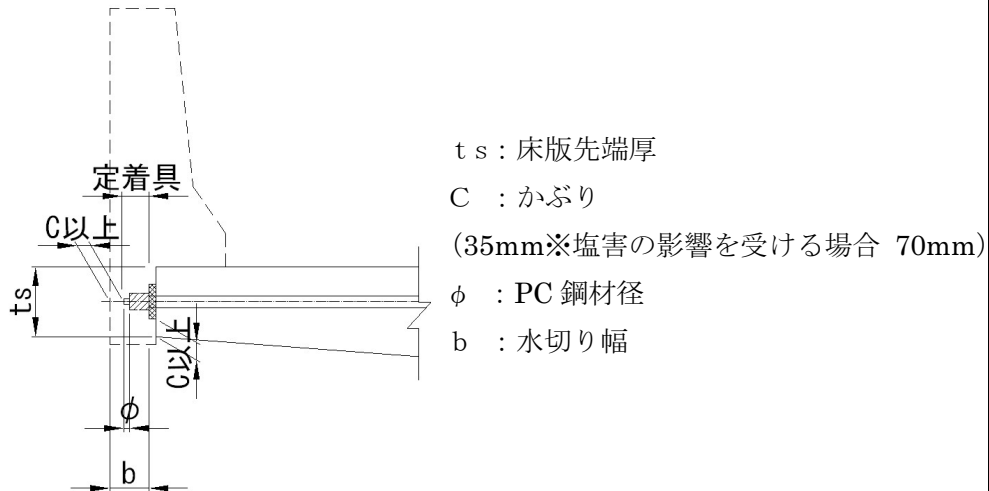 定着具
C以上
ts
C以上
φ
b
ｔｓ：床版先端厚
Ｃ　：かぶり
（35mm※塩害の影響を受ける場合 70mm）
φ　：PC 鋼材径
ｂ　：水切り幅